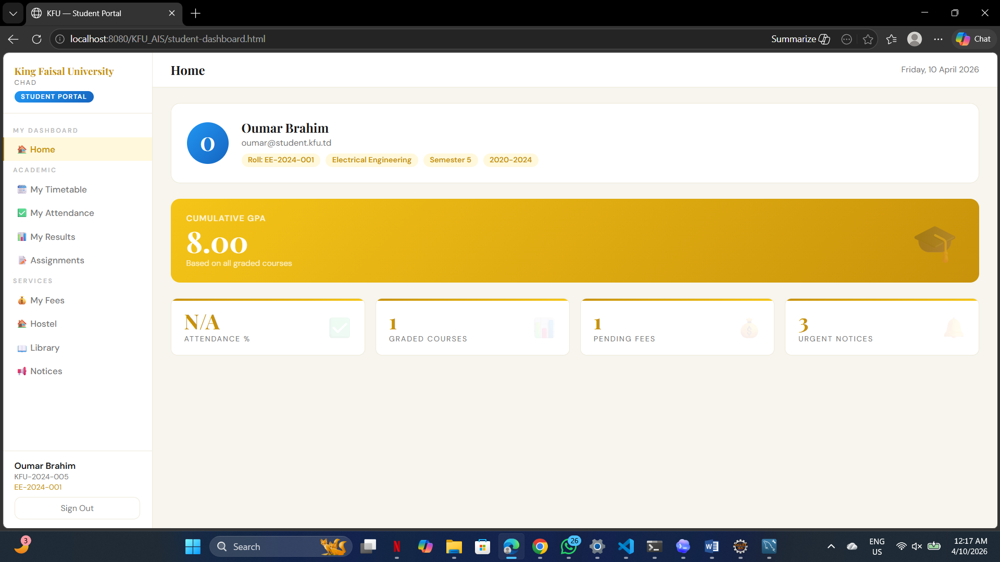 KFU — Student Portal
localhost:8080/KFU_AIS/student-dashboard.html
Summarize
Chat
King Faisal University
CHAD
STUDENT PORTAL
MY DASHBOARD
Home
ACADEMIC
My Timetable
My Attendance
My Results
Assignments
SERVICES
My Fees
Hostel
Library
Notices
Oumar Brahim
KFU-2024-005
EE-2024-001
Sign Out
Home
Friday, 10 April 2026
O
Oumar Brahim
oumar@student.kfu.td
Roll: EE-2024-001
Electrical Engineering
Semester 5
2020-2024
CUMULATIVE GPA
8.00
Based on all graded courses
N/A
ATTENDANCE %
1
GRADED COURSES
1
PENDING FEES
3
URGENT NOTICES
3
Search
26
ENG
US
12:17 AM
4/10/2026